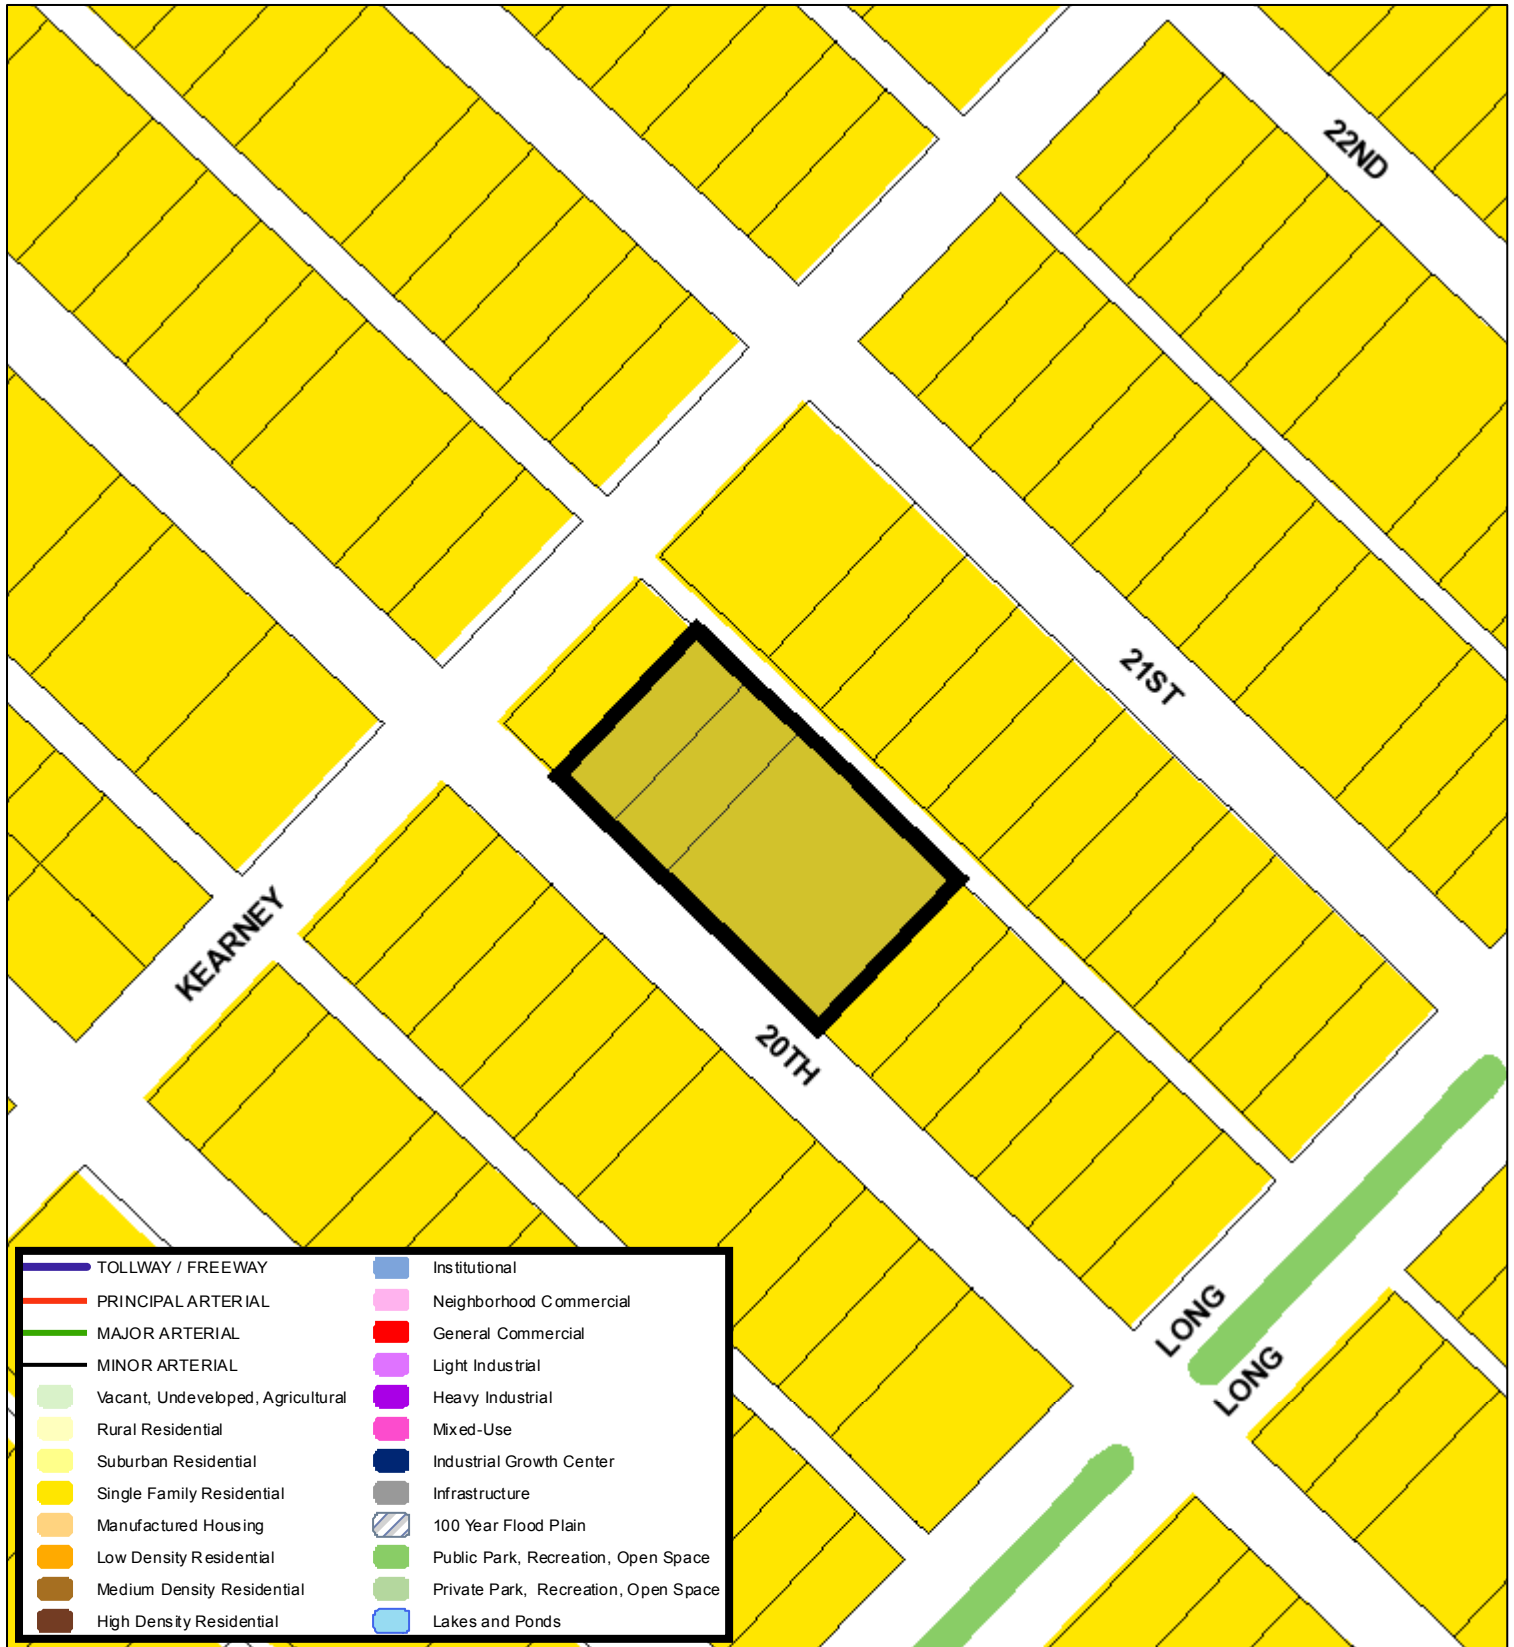 22ND
21ST
KEARNEY
20TH
LONG
LONG
TOLLWAY / FREEWAY
PRINCIPAL ARTERIAL
MAJOR ARTERIAL
MINOR ARTERIAL
Vacant, Undeveloped, Agricultural
Rural Residential
Suburban Residential
Single Family Residential
Manufactured Housing
Low Density Residential
Medium Density Residential
High Density Residential
Institutional
Neighborhood Commercial
General Commercial
Light Industrial
Heavy Industrial
Mixed-Use
Industrial Growth Center
Infrastructure
100 Year Flood Plain
Public Park, Recreation, Open Space
Private Park, Recreation, Open Space
Lakes and Ponds